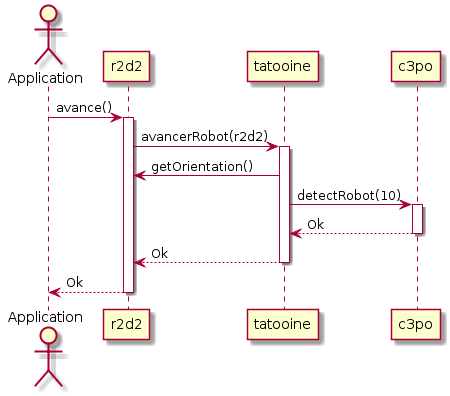 Application
r2d2
tatooine
c3po
avance()
avancerRobot(r2d2)
getOrientation()
detectRobot(10)
Ok
Ok
Ok
Application
r2d2
tatooine
c3po